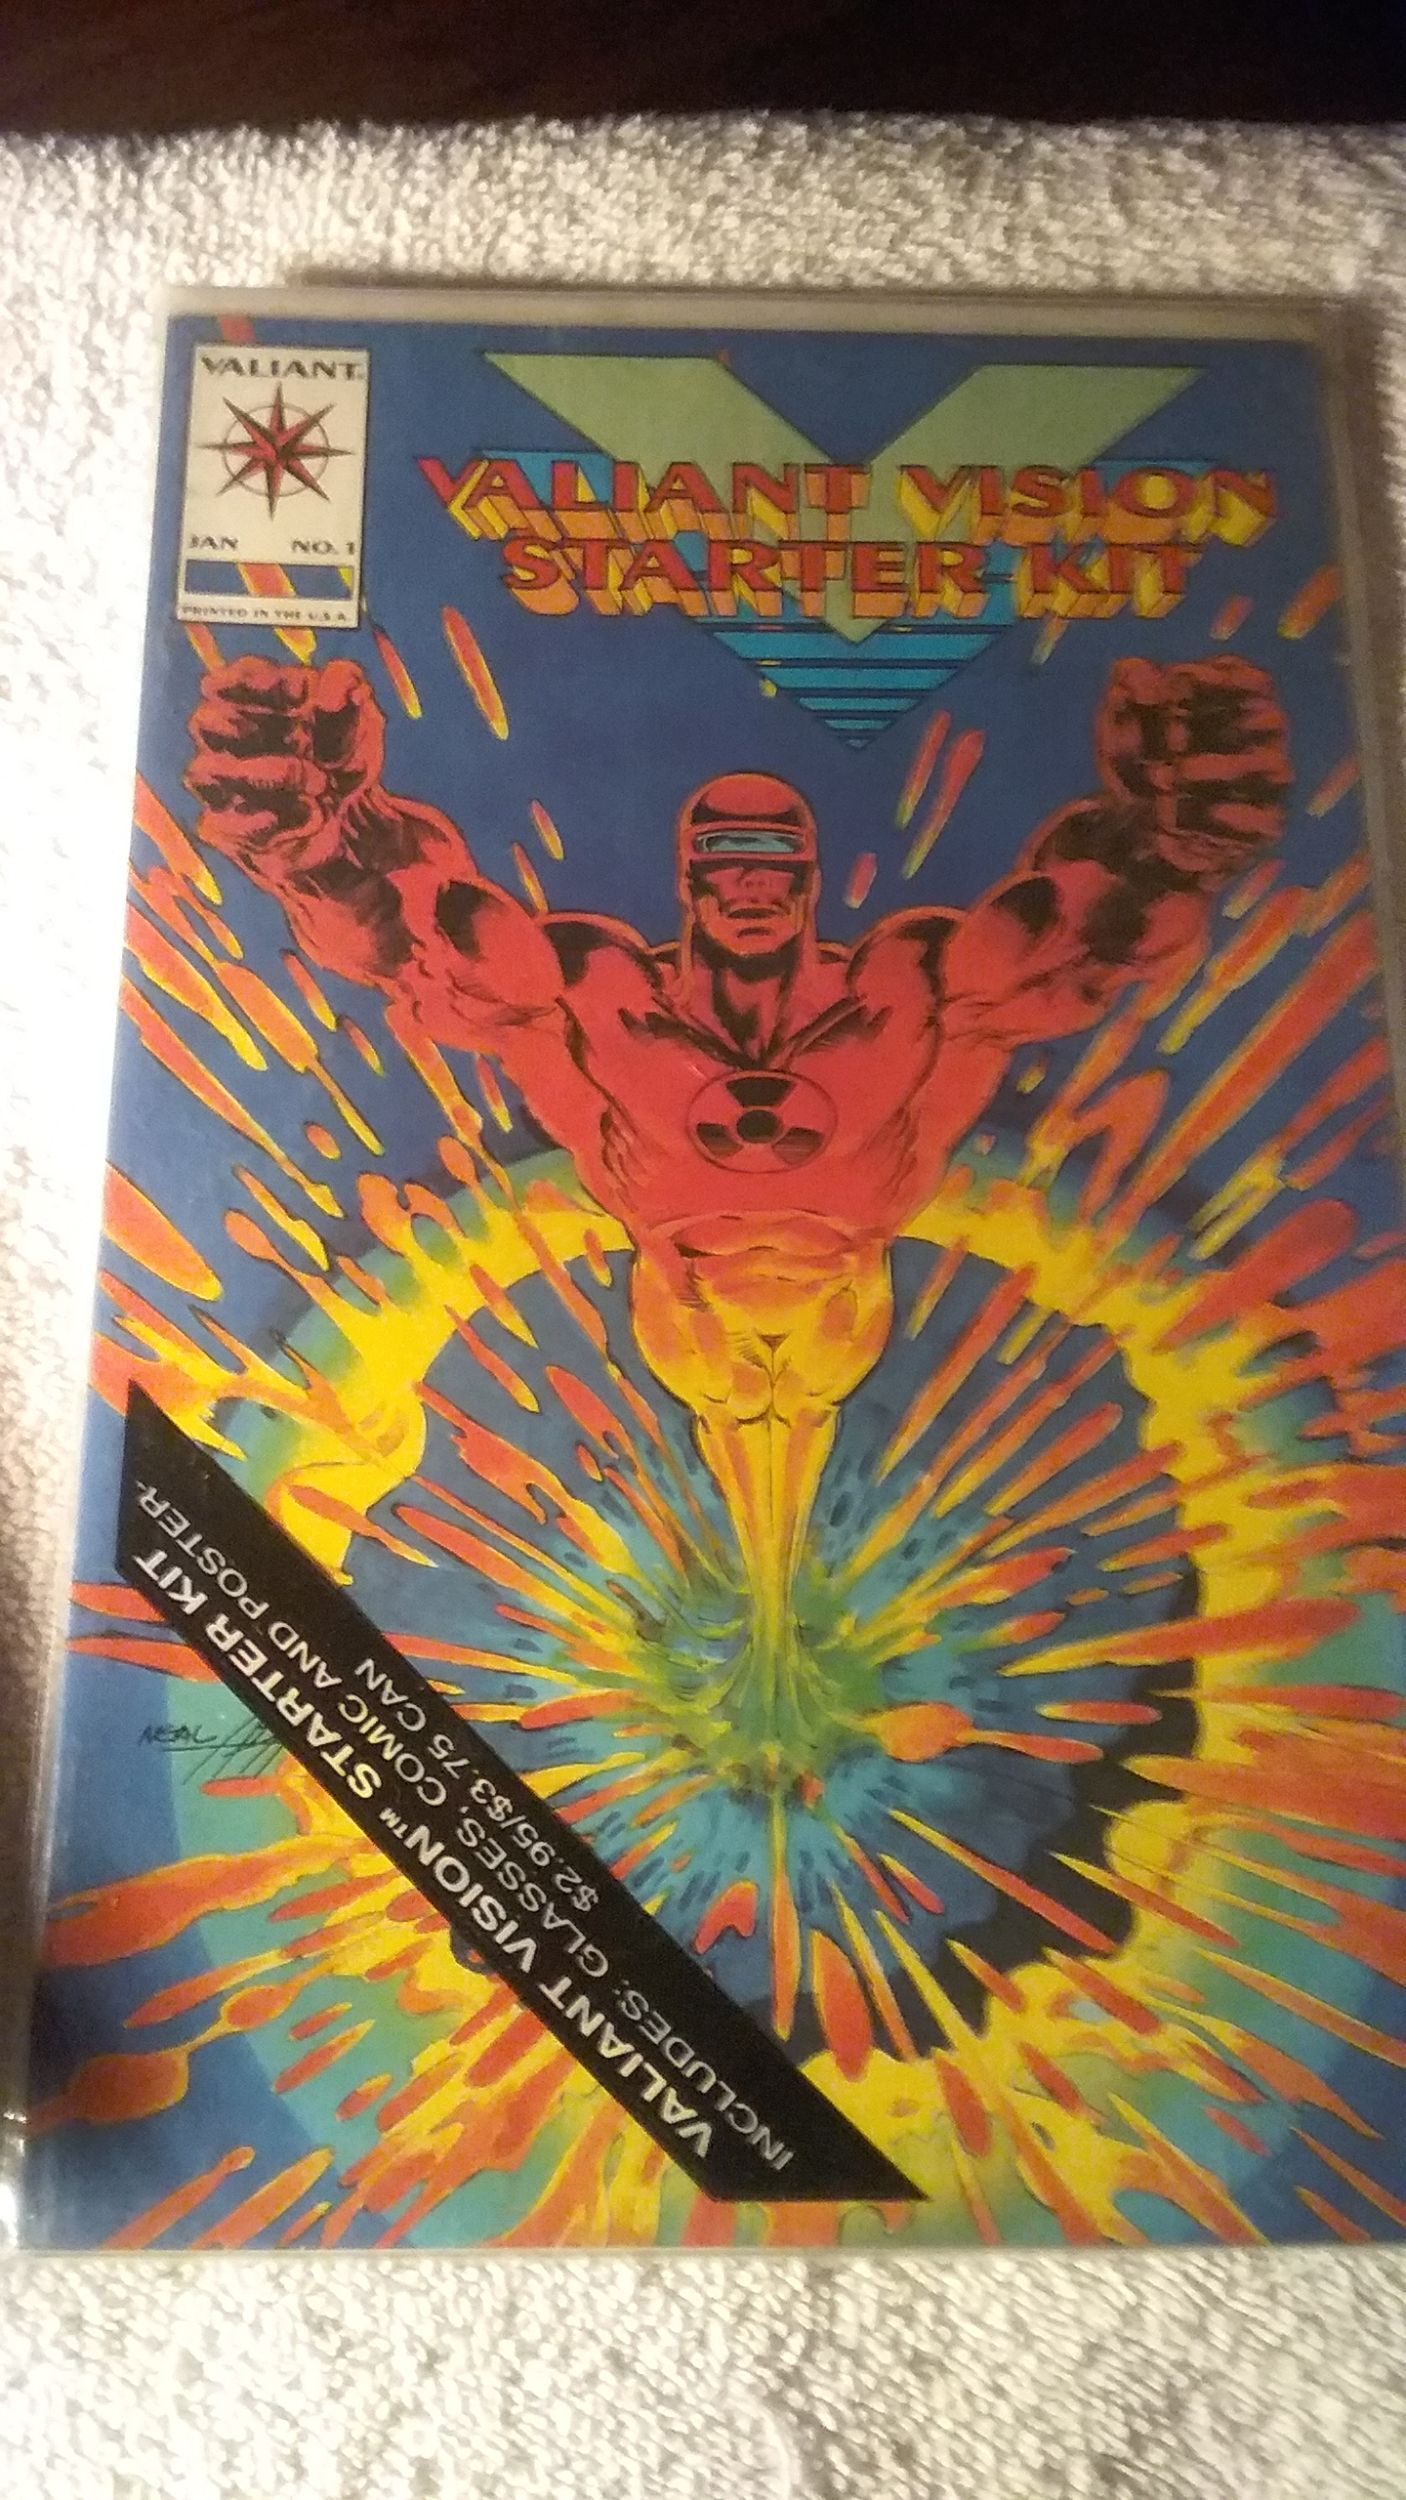 VALIANT.
JAN NO. 1
PRINTED IN THE U.S.A.
VALIANT VISION
STARTER KIT
VALIANT VISION™ STARTER KIT
INCLUDES: GLASSES, COMIC AND POSTER-
$2.95/$3.75 CAN
NEAL